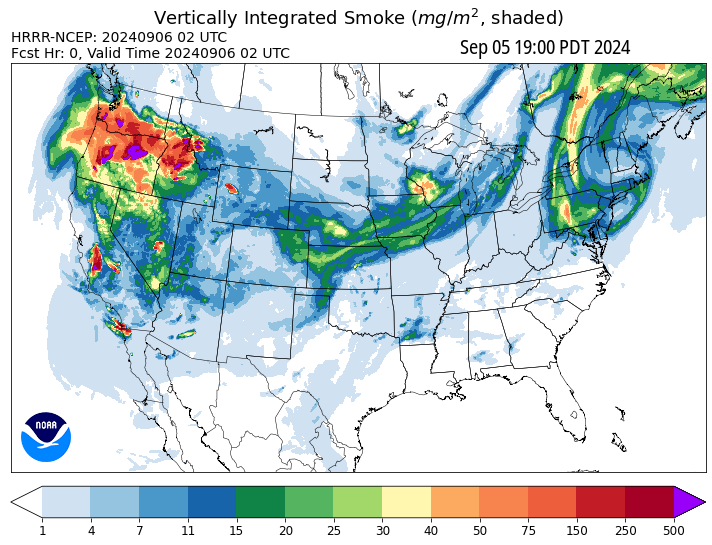 Vertically Integrated Smoke (mg/m², shaded)
HRRR-NCEP: 20240906 02 UTC
Fcst Hr: 0, Valid Time 20240906 02 UTC
Sep 05 19:00 PDT 2024
NOAA
1 4 7 11 15 20 25 30 40 50 75 150 250 500